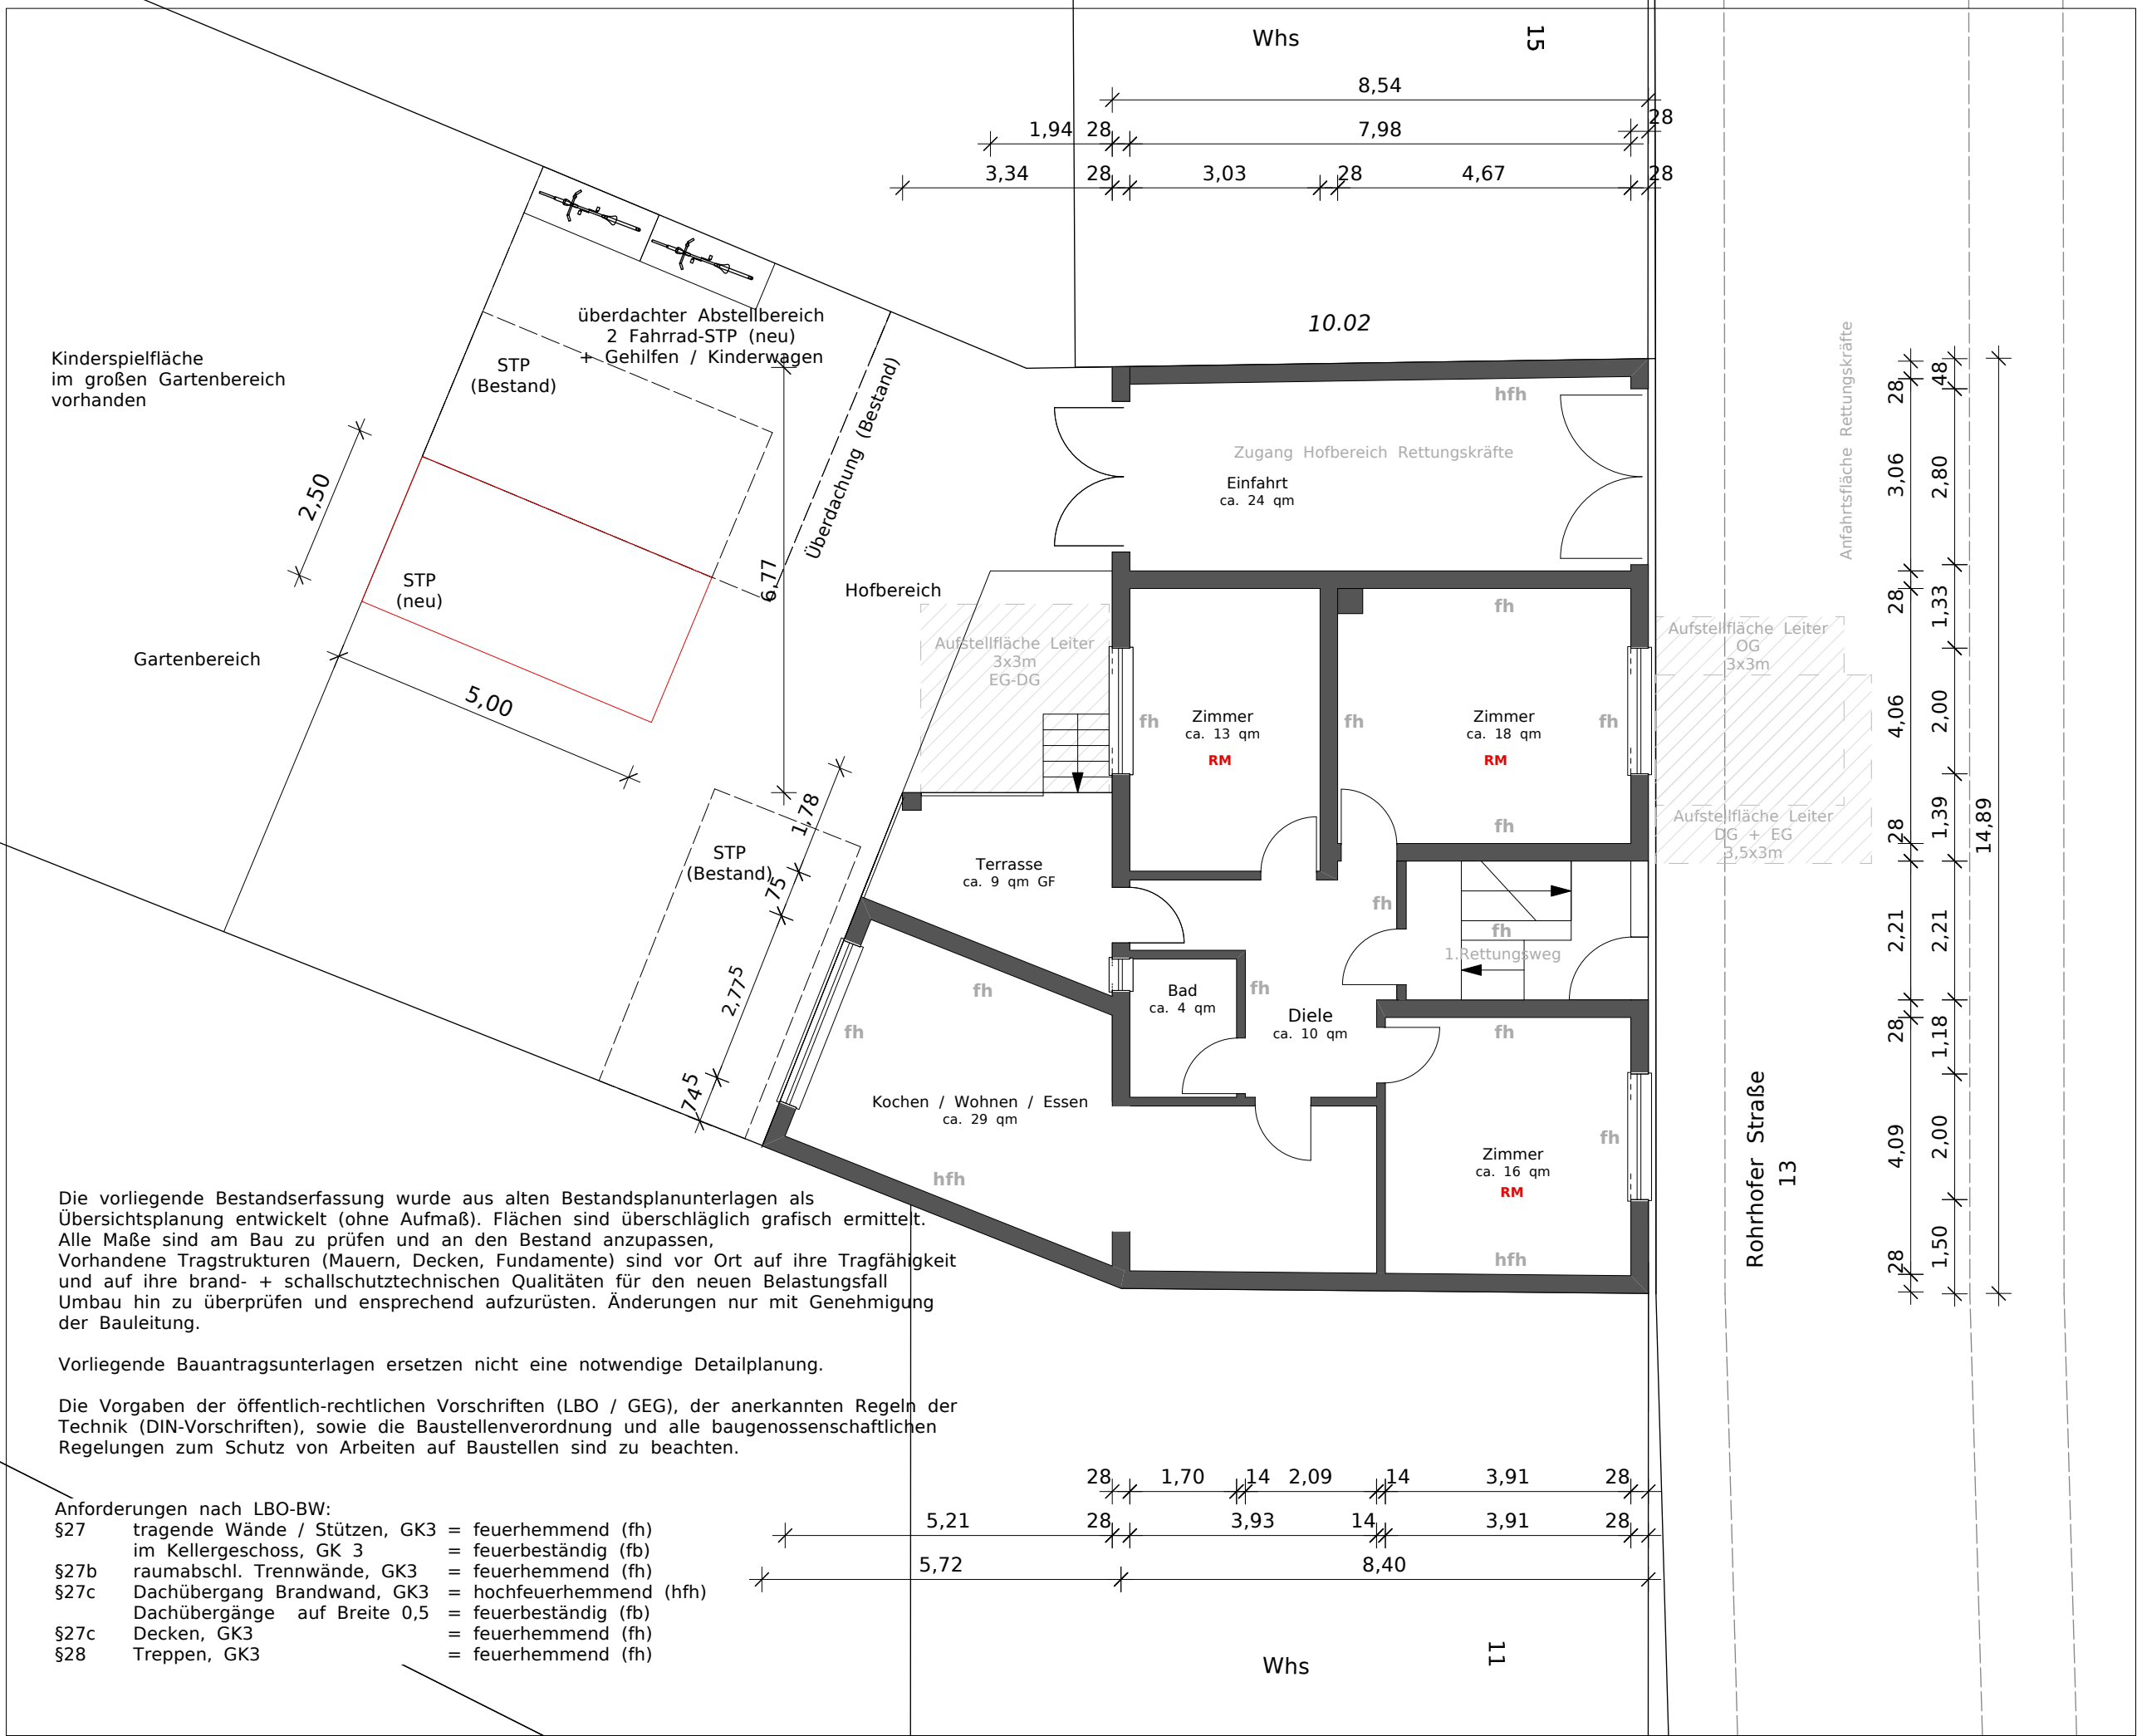 Whs
15
8,54
28
1,94
28
7,98
3,34
28
3,03
28
4,67
28
10.02
überdachter Abstellbereich
2 Fahrrad-STP (neu)
+ Gehilfen / Kinderwagen
Kinderspielfläche
im großen Gartenbereich
vorhanden
STP
(Bestand)
Überdachung (Bestand)
2,50
STP
(neu)
6,77
Hofbereich
Gartenbereich
5,00
hfh
Zugang Hofbereich Rettungskräfte
Einfahrt
ca. 24 qm
Anfahrtsfläche Rettungskräfte
Aufstellfläche Leiter
3x3m
EG-DG
fh
Zimmer
ca. 13 qm
RM
fh
fh
Zimmer
ca. 18 qm
RM
fh
fh
Aufstellfläche Leiter
OG
3x3m
Aufstellfläche Leiter
DG + EG
3,5x3m
28
3,06
28
4,06
28
2,21
28
4,09
28
48
2,80
1,33
2,00
1,39
2,21
1,18
2,00
1,50
14,89
STP
(Bestand)
1,78
75
2,77⁵
74⁵
Terrasse
ca. 9 qm GF
fh
fh
1.Rettungsweg
fh
fh
Bad
ca. 4 qm
fh
Diele
ca. 10 qm
fh
Kochen / Wohnen / Essen
ca. 29 qm
hfh
fh
Zimmer
ca. 16 qm
RM
hfh
Rohrhofer Straße
13
Die vorliegende Bestandserfassung wurde aus alten Bestandsplanunterlagen als
Übersichtsplanung entwickelt (ohne Aufmaß). Flächen sind überschläglich grafisch ermittelt.
Alle Maße sind am Bau zu prüfen und an den Bestand anzupassen,
Vorhandene Tragstrukturen (Mauern, Decken, Fundamente) sind vor Ort auf ihre Tragfähigkeit
und auf ihre brand- + schallschutztechnischen Qualitäten für den neuen Belastungsfall
Umbau hin zu überprüfen und ensprechend aufzurüsten. Änderungen nur mit Genehmigung
der Bauleitung.
Vorliegende Bauantragsunterlagen ersetzen nicht eine notwendige Detailplanung.
Die Vorgaben der öffentlich-rechtlichen Vorschriften (LBO / GEG), der anerkannten Regeln der
Technik (DIN-Vorschriften), sowie die Baustellenverordnung und alle baugenossenschaftlichen
Regelungen zum Schutz von Arbeiten auf Baustellen sind zu beachten.
Anforderungen nach LBO-BW:
§27 tragende Wände / Stützen, GK3 = feuerhemmend (fh)
im Kellergeschoss, GK 3 = feuerbeständig (fb)
§27b raumabschl. Trennwände, GK3 = feuerhemmend (fh)
§27c Dachübergang Brandwand, GK3 = hochfeuerhemmend (hfh)
Dachübergänge auf Breite 0,5 = feuerbeständig (fb)
§27c Decken, GK3 = feuerhemmend (fh)
§28 Treppen, GK3 = feuerhemmend (fh)
28
1,70
14
2,09
14
3,91
28
5,21
28
3,93
14
3,91
28
5,72
8,40
Whs
11